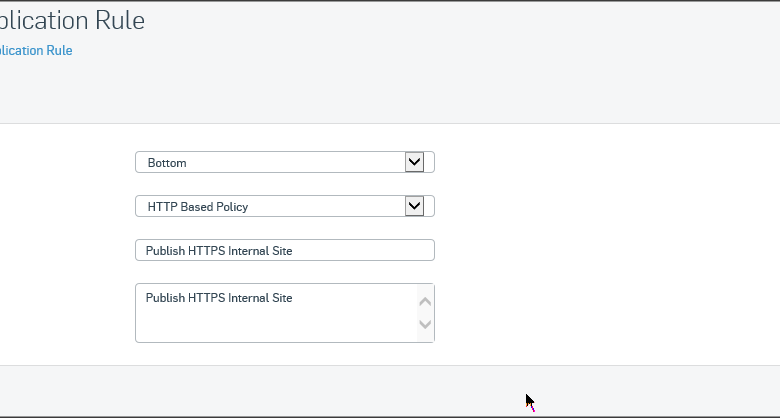 plication Rule
plication Rule
Bottom
HTTP Based Policy
Publish HTTPS Internal Site
Publish HTTPS Internal Site